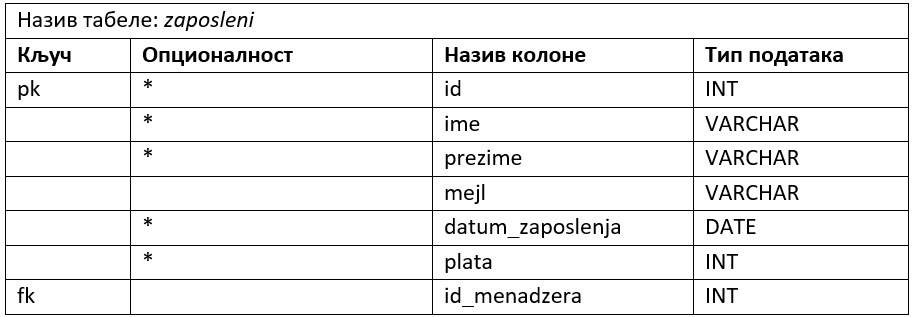 Назив табеле: zaposleni
Кључ Опционалност Назив колоне Тип података
pk * id INT
* ime VARCHAR
* prezime VARCHAR
mejl VARCHAR
* datum_zaposlenja DATE
* plata INT
fk id_menadzera INT